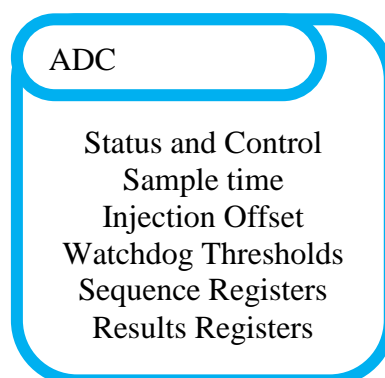 ADC
Status and Control
Sample time
Injection Offset
Watchdog Thresholds
Sequence Registers
Results Registers